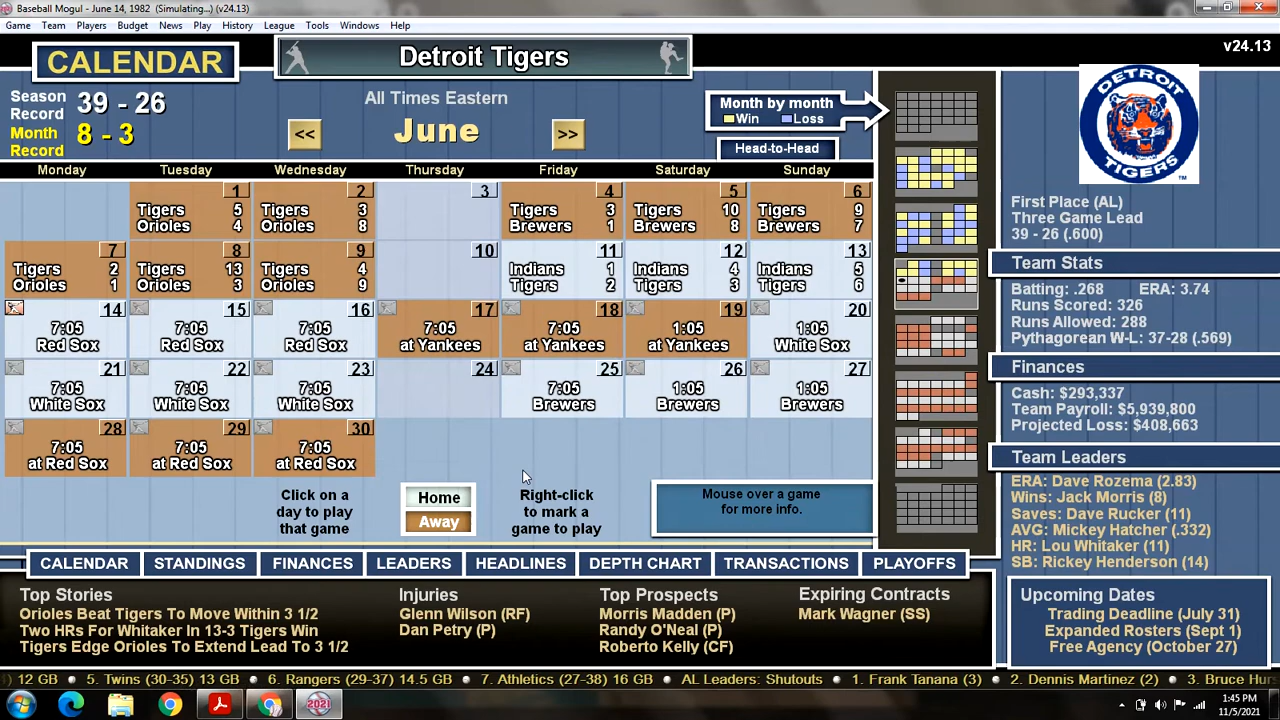 Baseball Mogul - June 14, 1982 (Simulating...) (v24.13)
Game Team Players Budget News Play History League Tools Windows Help
CALENDAR
Detroit Tigers
v24.13
Season Record 39 - 26
Month Record 8 - 3
All Times Eastern
<< June >>
Month by month
Win Loss
Head-to-Head
Monday Tuesday Wednesday Thursday Friday Saturday Sunday
1 2 3 4 5 6
Tigers 5 Tigers 3 Tigers 3 Tigers 10 Tigers 9
Orioles 4 Orioles 8 Brewers 1 Brewers 8 Brewers 7
7 8 9 10 11 12 13
Tigers 2 Tigers 13 Tigers 4 Indians 1 Indians 4 Indians 5
Orioles 1 Orioles 3 Orioles 9 Tigers 2 Tigers 3 Tigers 6
14 15 16 17 18 19 20
7:05 7:05 7:05 7:05 7:05 1:05 1:05
Red Sox Red Sox Red Sox at Yankees at Yankees at Yankees White Sox
21 22 23 24 25 26 27
7:05 7:05 7:05 7:05 1:05 1:05
White Sox White Sox White Sox Brewers Brewers Brewers
28 29 30
7:05 7:05 7:05
at Red Sox at Red Sox at Red Sox
Click on a
day to play
that game
Home
Away
Right-click
to mark a
game to play
Mouse over a game
for more info.
DETROIT
TIGERS
TM
First Place (AL)
Three Game Lead
39 - 26 (.600)
Team Stats
Batting: .268 ERA: 3.74
Runs Scored: 326
Runs Allowed: 288
Pythagorean W-L: 37-28 (.569)
Finances
Cash: $293,337
Team Payroll: $5,939,800
Projected Loss: $408,663
Team Leaders
ERA: Dave Rozema (2.83)
Wins: Jack Morris (8)
Saves: Dave Rucker (11)
AVG: Mickey Hatcher (.332)
HR: Lou Whitaker (11)
SB: Rickey Henderson (14)
CALENDAR STANDINGS FINANCES LEADERS HEADLINES DEPTH CHART TRANSACTIONS PLAYOFFS
Top Stories
Orioles Beat Tigers To Move Within 3 1/2
Two HRs For Whitaker In 13-3 Tigers Win
Tigers Edge Orioles To Extend Lead To 3 1/2
Injuries
Glenn Wilson (RF)
Dan Petry (P)
Top Prospects
Morris Madden (P)
Randy O'Neal (P)
Roberto Kelly (CF)
Expiring Contracts
Mark Wagner (SS)
Upcoming Dates
Trading Deadline (July 31)
Expanded Rosters (Sept 1)
Free Agency (October 27)
) 12 GB • 5. Twins (30-35) 13 GB • 6. Rangers (29-37) 14.5 GB • 7. Athletics (27-38) 16 GB • AL Leaders: Shutouts • 1. Frank Tanana (3) • 2. Dennis Martinez (2) • 3. Bruce Hurs
2021
1:45 PM
11/5/2021